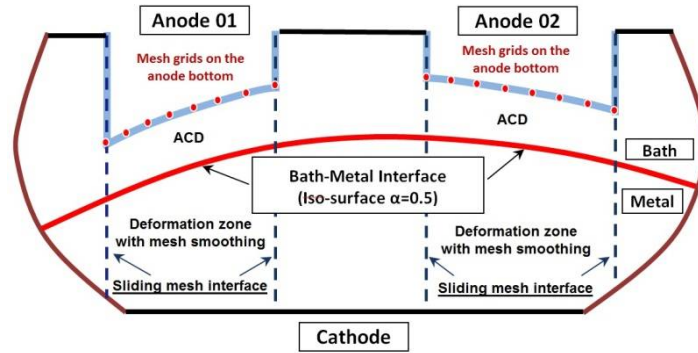 Anode 01
Anode 02
Mesh grids on the
anode bottom
Mesh grids on the
anode bottom
ACD
ACD
Bath
Bath-Metal Interface
(Iso-surface α=0.5)
Metal
Deformation zone
with mesh smoothing
Deformation zone
with mesh smoothing
Sliding mesh interface
Sliding mesh interface
Cathode